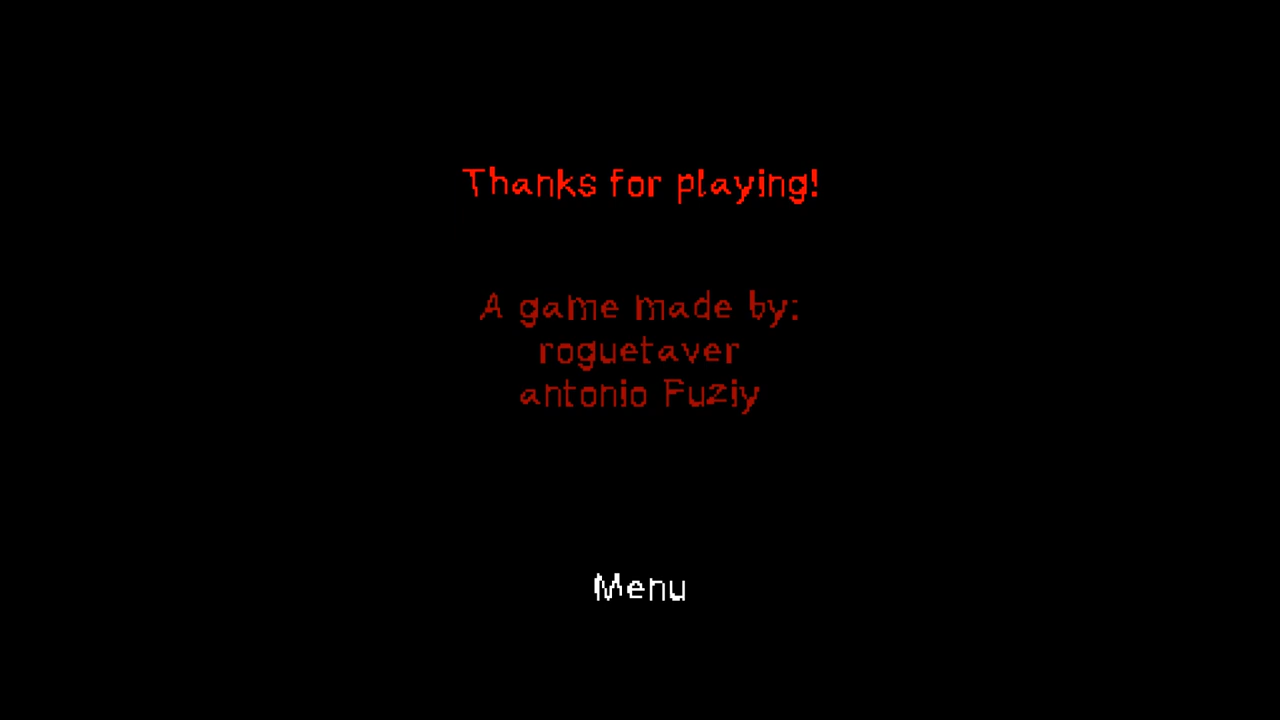 Thanks for playing!
A game made by:
roguetaver
antonio Fuziy
Menu